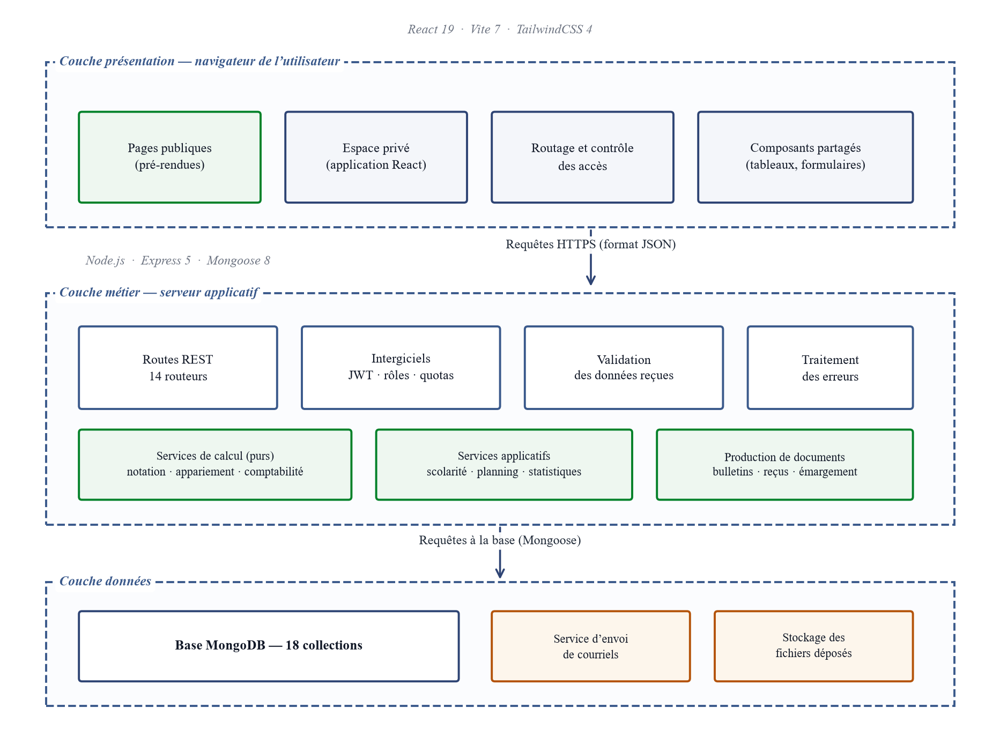 React 19 · Vite 7 · TailwindCSS 4
Couche présentation — navigateur de l’utilisateur
Pages publiques
(pré-rendues)
Espace privé
(application React)
Routage et contrôle
des accès
Composants partagés
(tableaux, formulaires)
Requêtes HTTPS (format JSON)
Node.js · Express 5 · Mongoose 8
Couche métier — serveur applicatif
Routes REST
14 routeurs
Intergiciels
JWT · rôles · quotas
Validation
des données reçues
Traitement
des erreurs
Services de calcul (purs)
notation · appariement · comptabilité
Services applicatifs
scolarité · planning · statistiques
Production de documents
bulletins · reçus · émargement
Requêtes à la base (Mongoose)
Couche données
Base MongoDB — 18 collections
Service d’envoi
de courriels
Stockage des
fichiers déposés